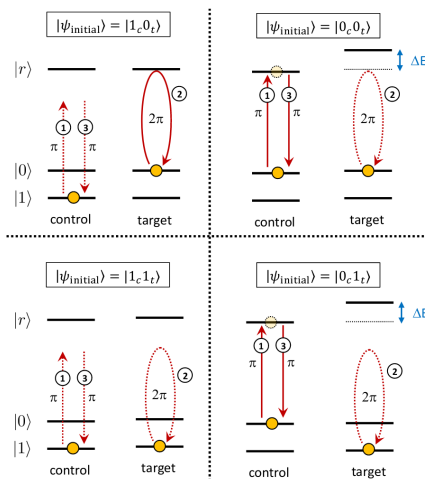 |ψinitial⟩ = |1c0t⟩
|r⟩
①
③
π
π
2π
②
|0⟩
|1⟩
control
target
|ψinitial⟩ = |0c0t⟩
ΔE
①
③
π
π
2π
②
control
target
|ψinitial⟩ = |1c1t⟩
|r⟩
①
③
π
π
2π
②
|0⟩
|1⟩
control
target
|ψinitial⟩ = |0c1t⟩
ΔE
①
③
π
π
2π
②
control
target